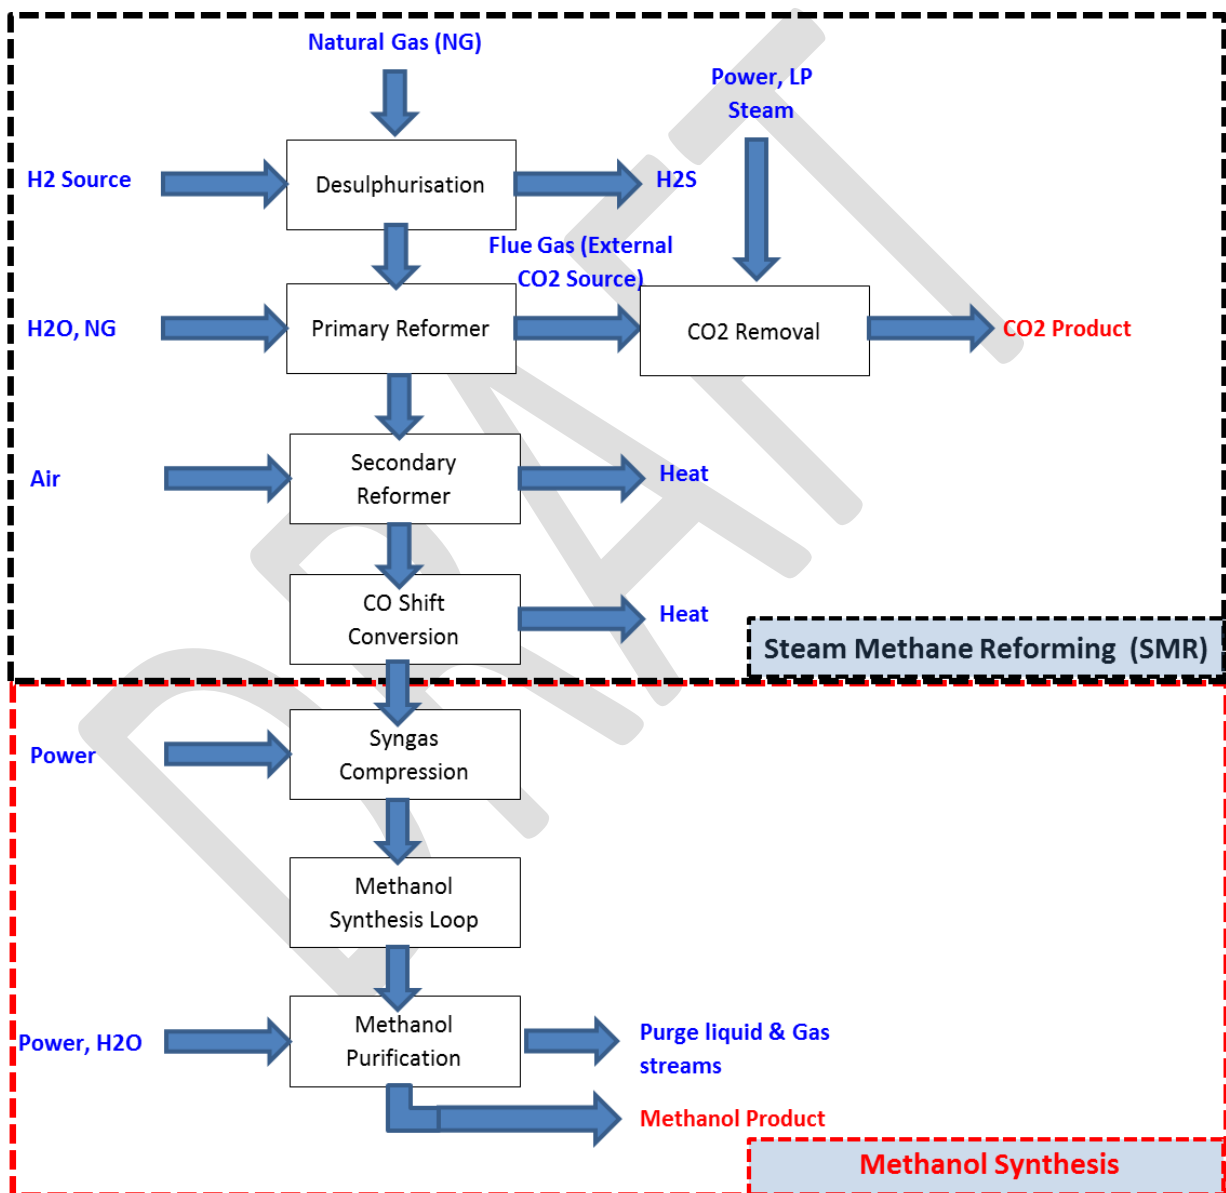 Natural Gas (NG)
Power, LP
Steam
H2 Source
Desulphurisation
H2S
Flue Gas (External
CO2 Source)
H2O, NG
Primary Reformer
CO2 Removal
CO2 Product
Air
Secondary
Reformer
Heat
CO Shift
Conversion
Heat
Steam Methane Reforming (SMR)
Power
Syngas
Compression
Methanol
Synthesis Loop
Power, H2O
Methanol
Purification
Purge liquid & Gas
streams
Methanol Product
Methanol Synthesis
DRAFT